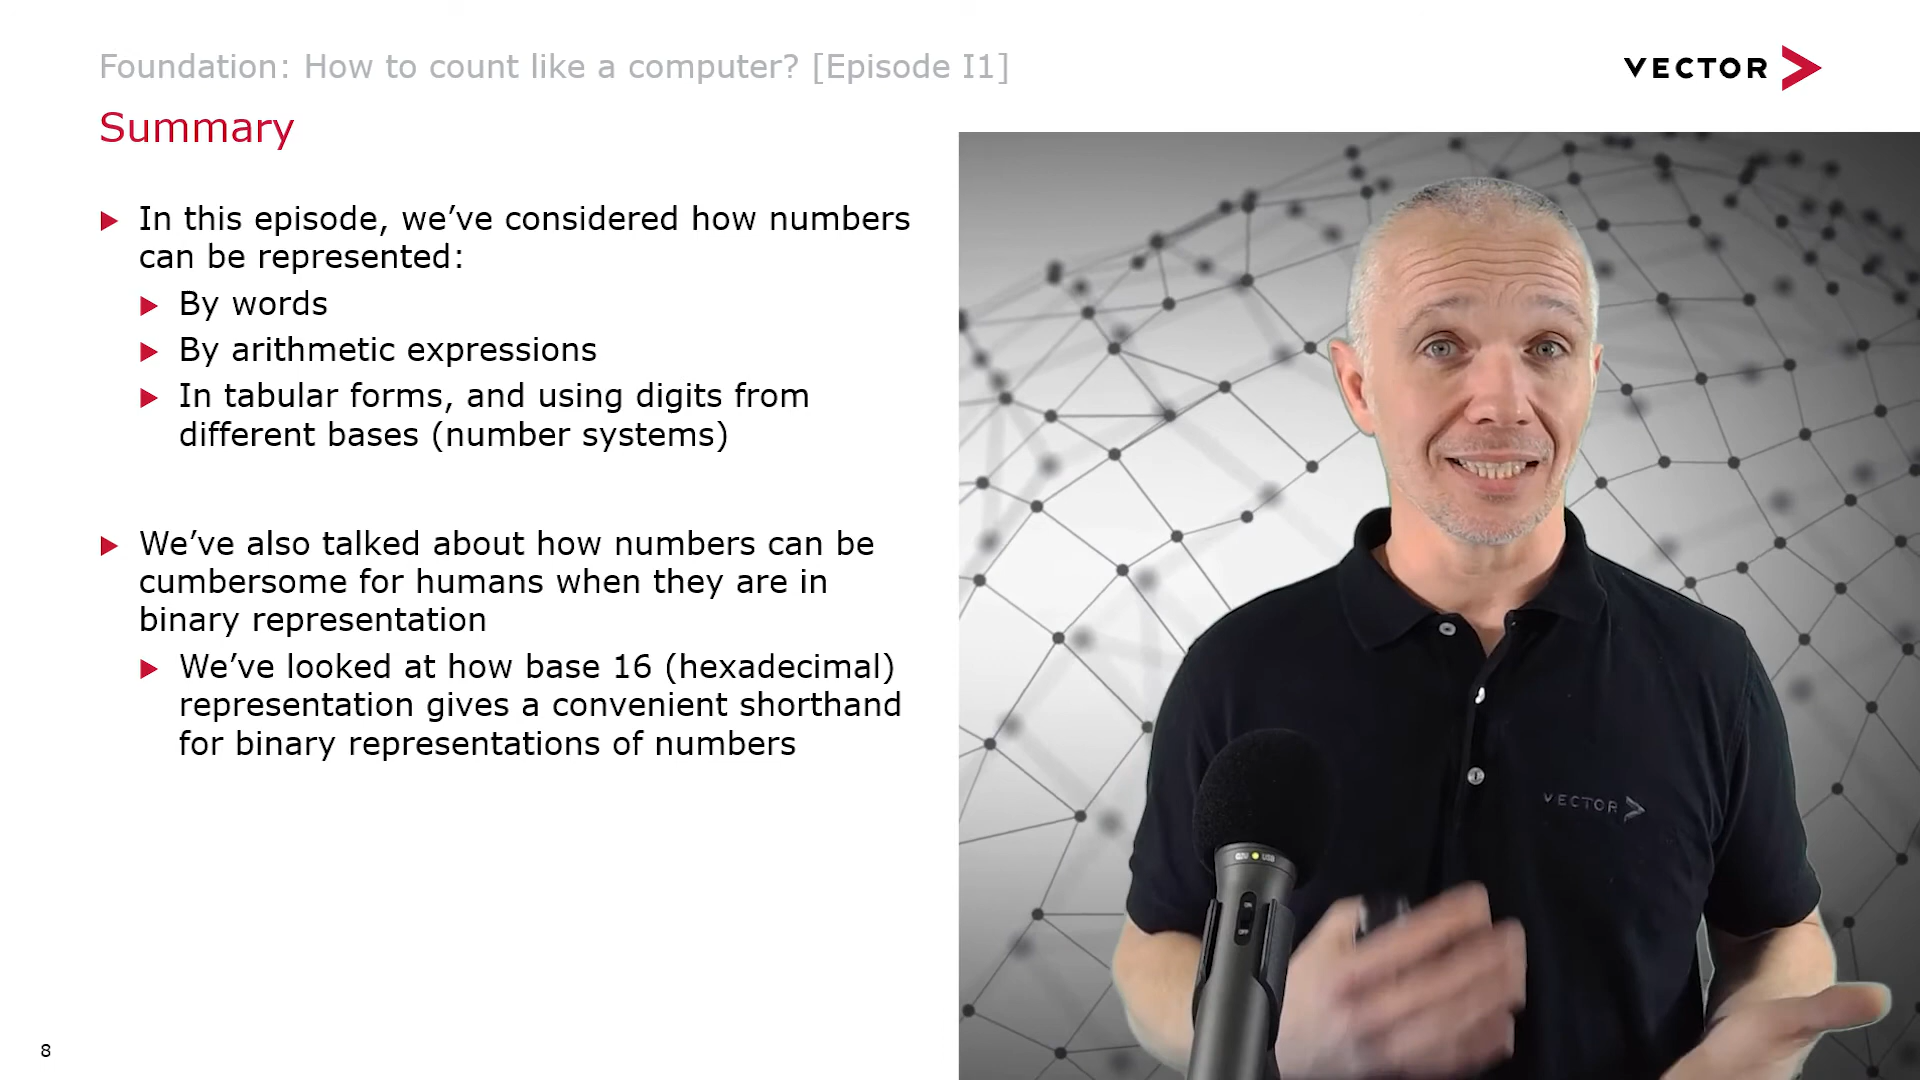 Foundation: How to count like a computer? [Episode I1]
VECTOR
Summary
In this episode, we've considered how numbers
can be represented:
By words
By arithmetic expressions
In tabular forms, and using digits from
different bases (number systems)
We've also talked about how numbers can be
cumbersome for humans when they are in
binary representation
We've looked at how base 16 (hexadecimal)
representation gives a convenient shorthand
for binary representations of numbers
VECTOR
USB
8